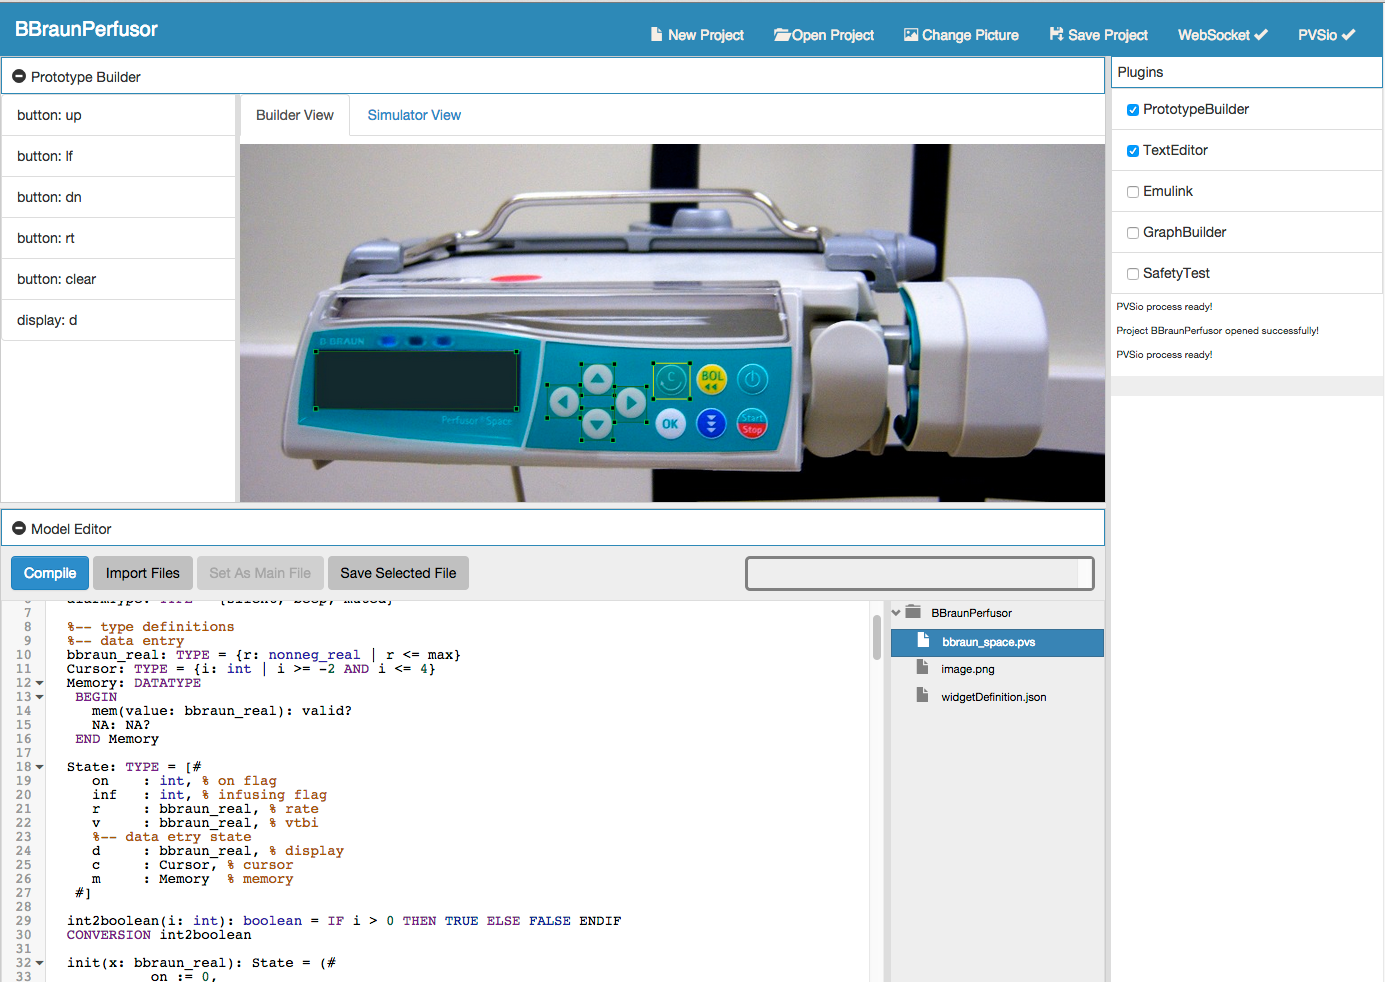 BBraunPerfusor
New Project
Open Project
Change Picture
Save Project
WebSocket
PVSio
Prototype Builder
button: up
button: lf
button: dn
button: rt
button: clear
display: d
Builder View
Simulator View
B BRAUN
Perfusor® Space
C
BOL
OK
Start
Stop
Plugins
PrototypeBuilder
TextEditor
Emulink
GraphBuilder
SafetyTest
PVSio process ready!
Project BBraunPerfusor opened successfully!
PVSio process ready!
Model Editor
Compile
Import Files
Set As Main File
Save Selected File
7
8 %-- type definitions
9 %-- data entry
10 bbraun_real: TYPE = {r: nonneg_real | r <= max}
11 Cursor: TYPE = {i: int | i >= -2 AND i <= 4}
12 Memory: DATATYPE
13 BEGIN
14 mem(value: bbraun_real): valid?
15 NA: NA?
16 END Memory
17
18 State: TYPE = [#
19 on : int, % on flag
20 inf : int, % infusing flag
21 r : bbraun_real, % rate
22 v : bbraun_real, % vtbi
23 %-- data etry state
24 d : bbraun_real, % display
25 c : Cursor, % cursor
26 m : Memory % memory
27 #]
28
29 int2boolean(i: int): boolean = IF i > 0 THEN TRUE ELSE FALSE ENDIF
30 CONVERSION int2boolean
31
32 init(x: bbraun_real): State = (#
33 on := 0,
BBraunPerfusor
bbraun_space.pvs
image.png
widgetDefinition.json